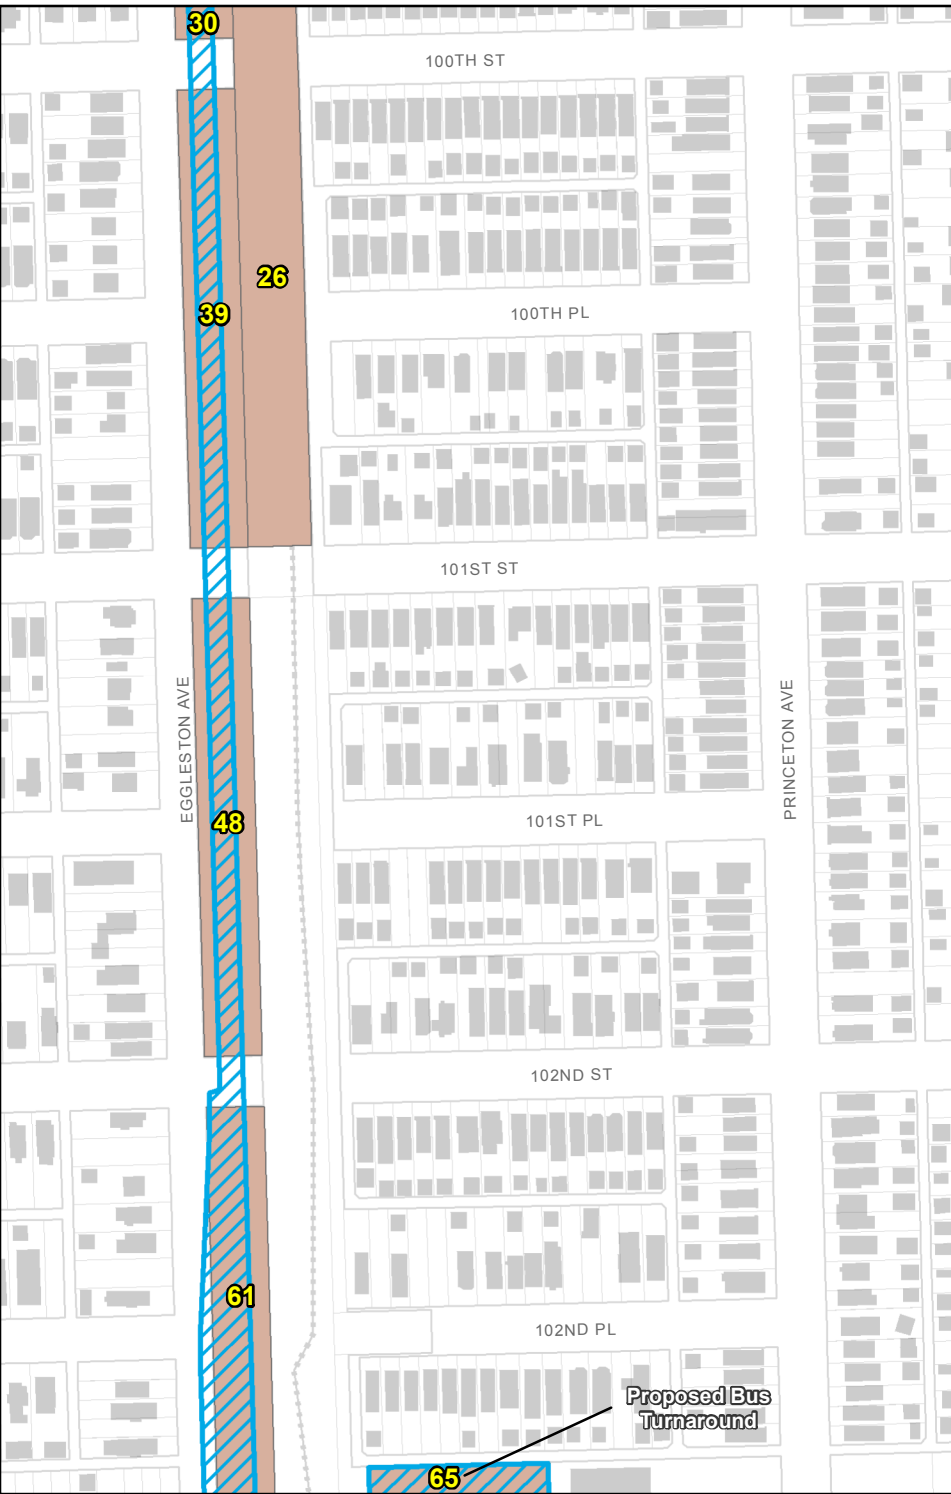 30
100TH ST
26
39
100TH PL
101ST ST
EGGLESTON AVE
PRINCETON AVE
48
101ST PL
102ND ST
61
102ND PL
Proposed Bus
Turnaround
65